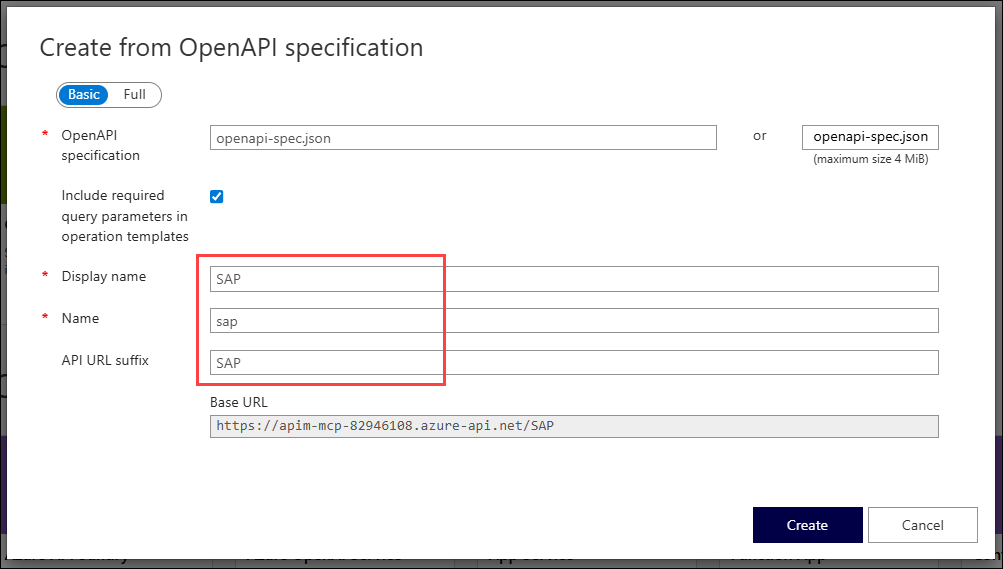 Create from OpenAPI specification
Basic Full
* OpenAPI specification
openapi-spec.json
or
openapi-spec.json
(maximum size 4 MiB)
Include required
query parameters in
operation templates
* Display name
SAP
* Name
sap
API URL suffix
SAP
Base URL
https://apim-mcp-82946108.azure-api.net/SAP
Create Cancel